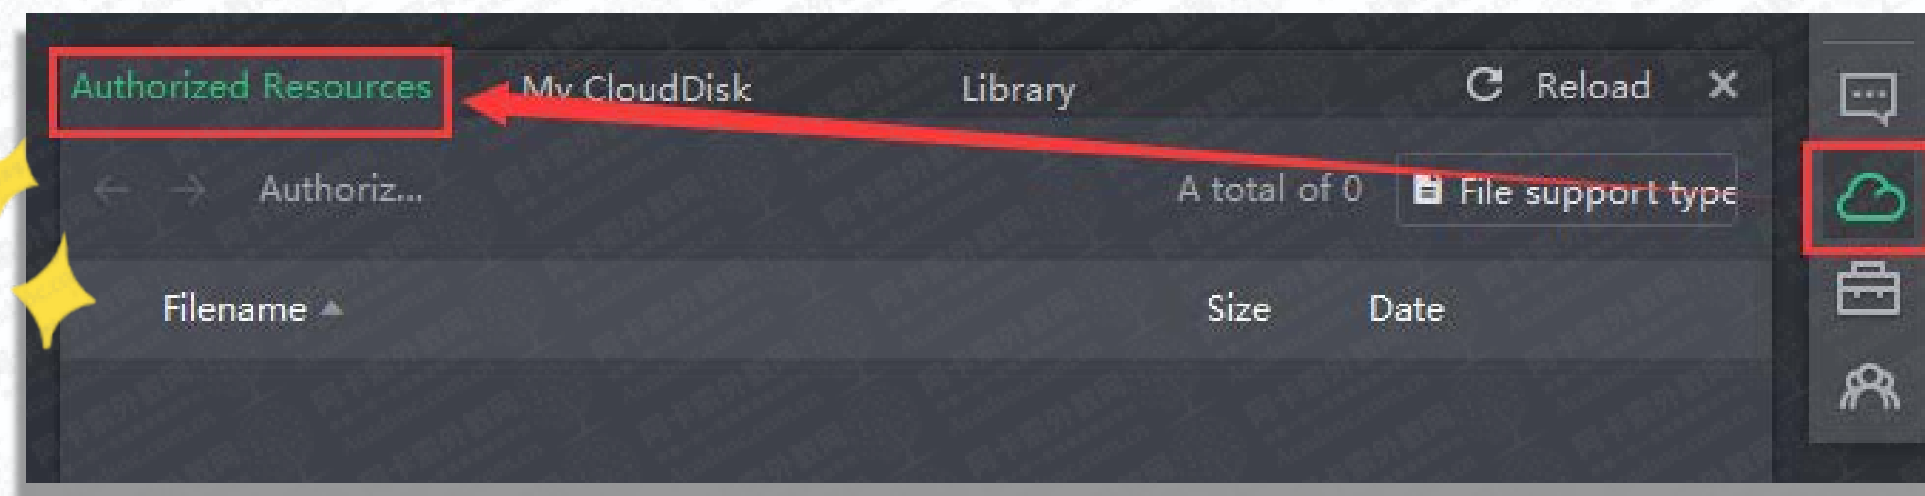 Authorized Resources My CloudDisk Library Reload
Authoriz... A total of 0 File support type
Filename Size Date